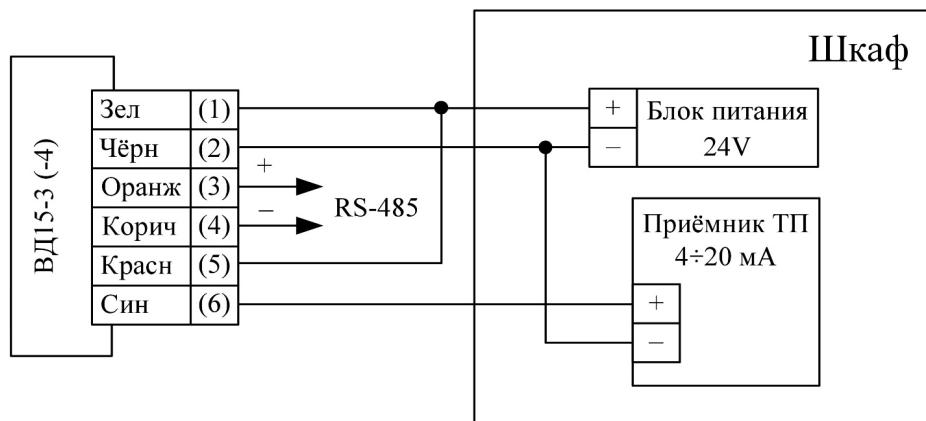 Шкаф
ВД15-3 (-4)
Зел (1)
Чёрн (2)
Оранж (3)
Корич (4)
Красн (5)
Син (6)
+
–
RS-485
+ Блок питания
– 24V
Приёмник ТП
4÷20 мА
+
–